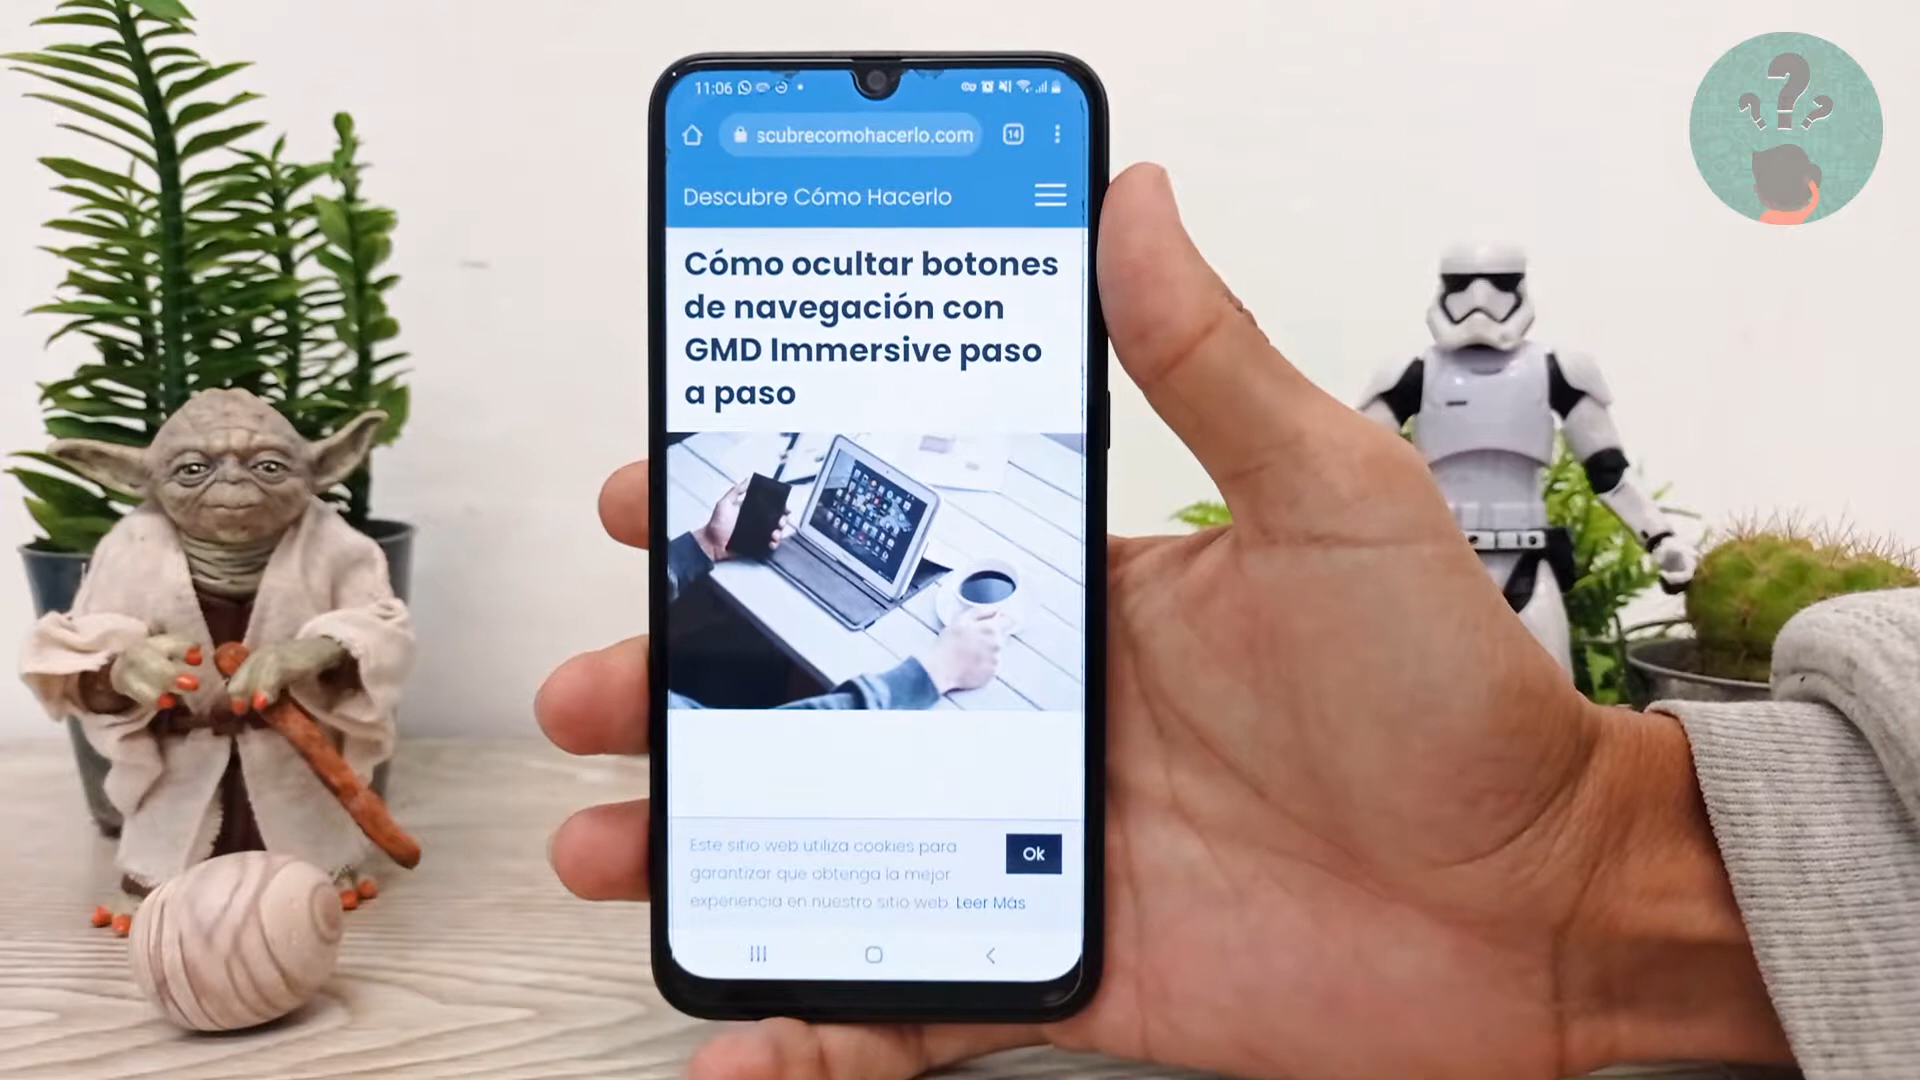 11:06
scubrecomohacerlo.com
14
Descubre Cómo Hacerlo
Cómo ocultar botones
de navegación con
GMD Immersive paso
a paso
Este sitio web utiliza cookies para
garantizar que obtenga la mejor
experiencia en nuestro sitio web. Leer Más
Ok